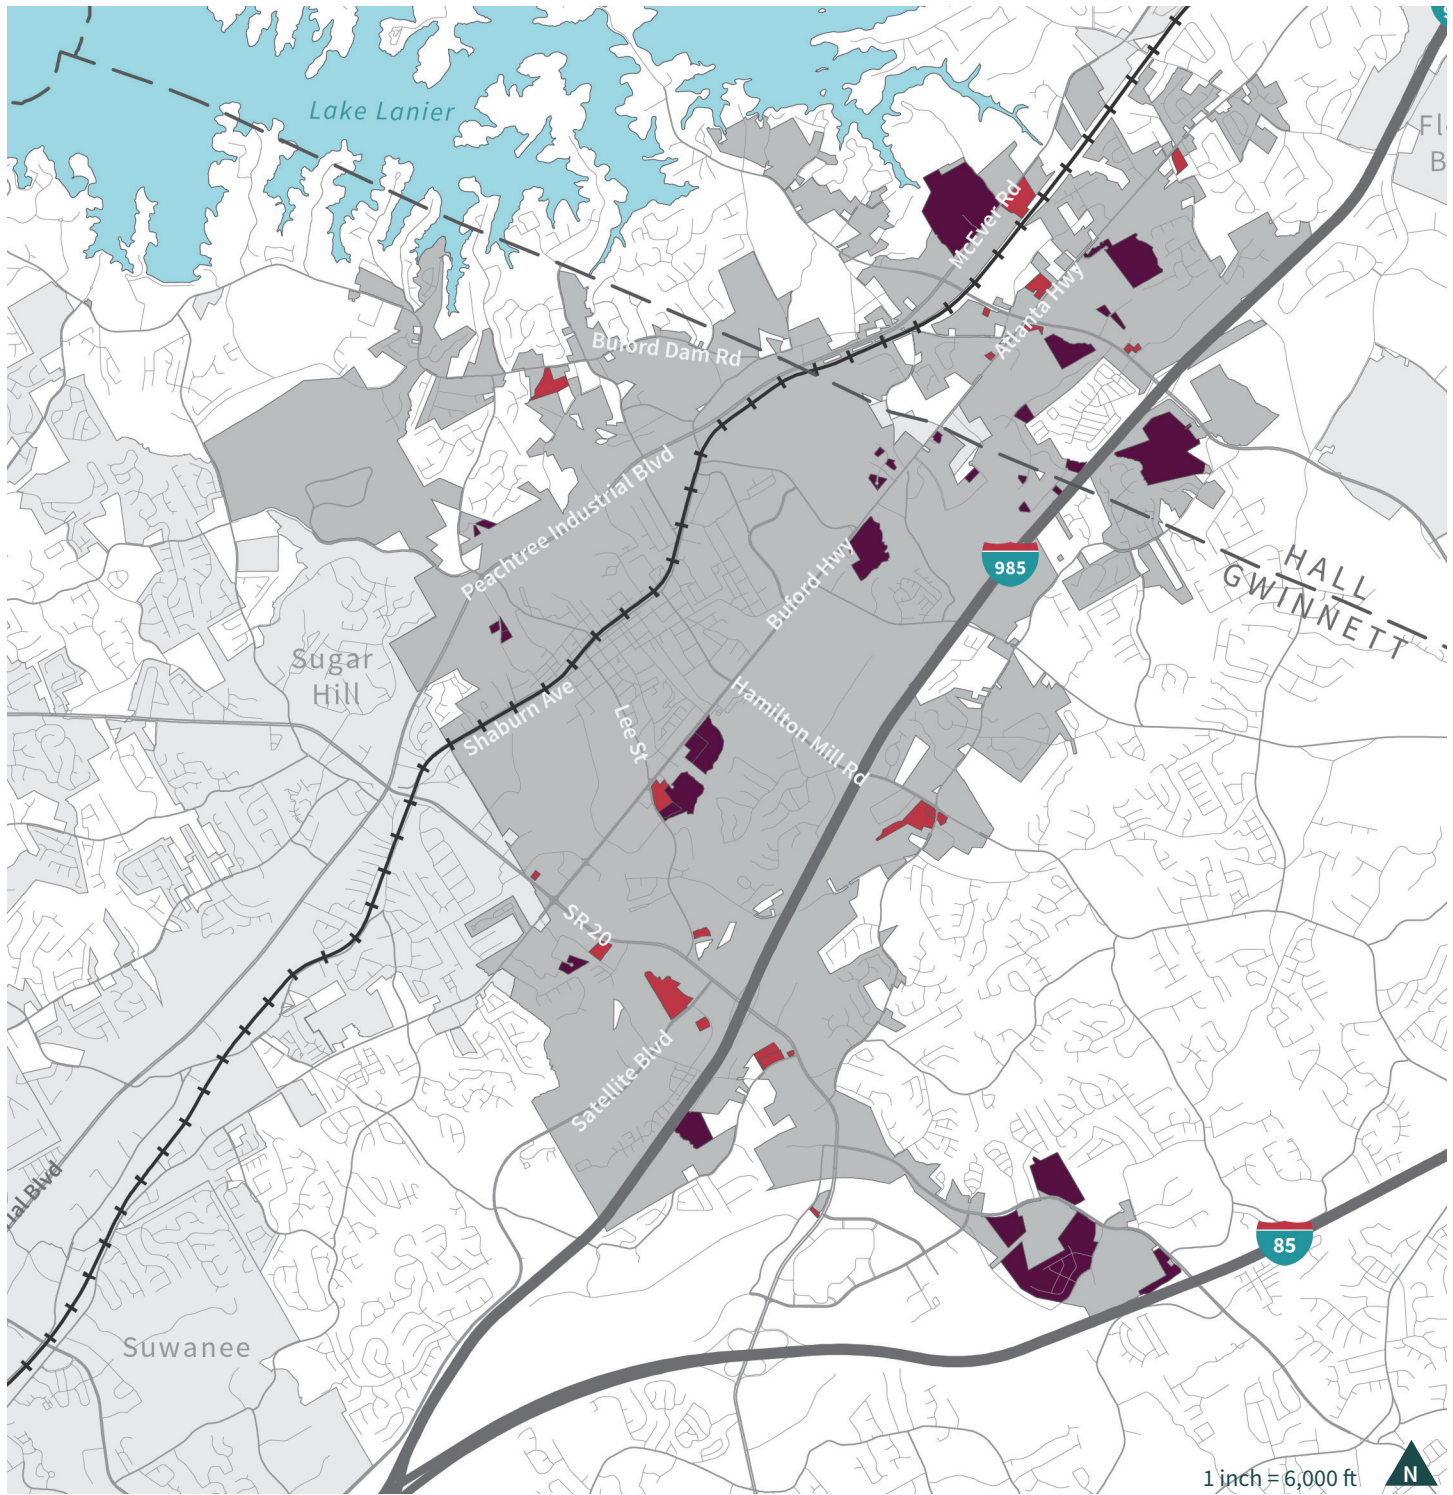 Lake Lanier
McEver Rd
Atlanta Hwy
Buford Dam Rd
Peachtree Industrial Blvd
985
HALL
GWINNETT
Buford Hwy
Sugar
Hill
Shaburn Ave
Lee St
Hamilton Mill Rd
SR 20
Satellite Blvd
Blvd
85
Suwanee
1 inch = 6,000 ft
N